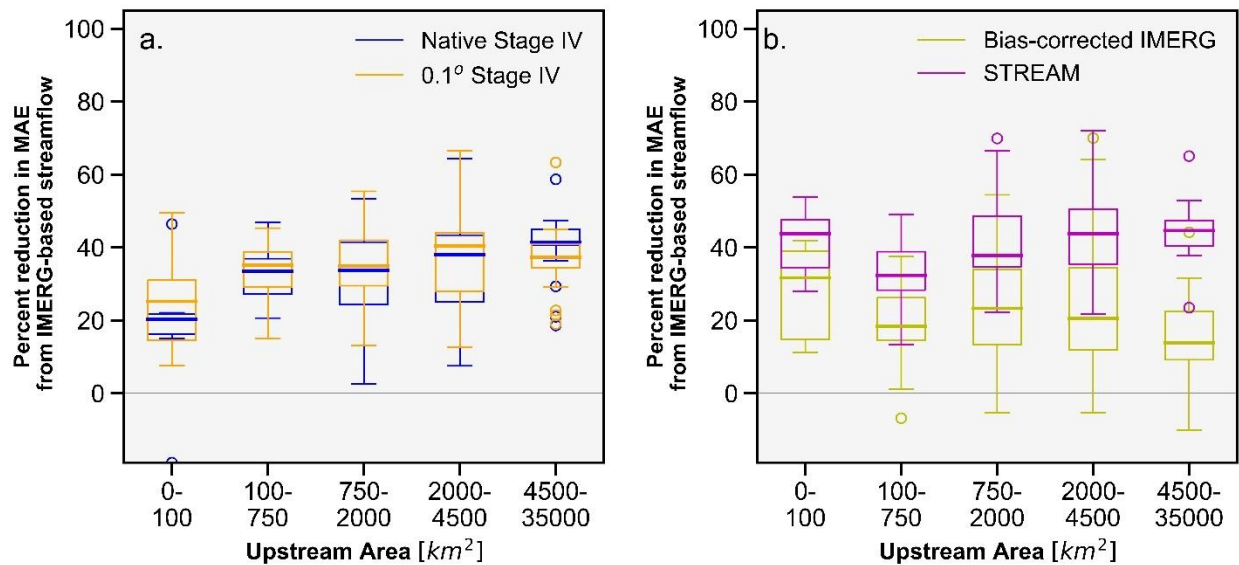 a.
Native Stage IV
0.1° Stage IV
Percent reduction in MAE
from IMERG-based streamflow
100
80
60
40
20
0
0-
100
100-
750
750-
2000
2000-
4500
4500-
35000
Upstream Area [km²]
b.
Bias-corrected IMERG
STREAM
Percent reduction in MAE
from IMERG-based streamflow
100
80
60
40
20
0
0-
100
100-
750
750-
2000
2000-
4500
4500-
35000
Upstream Area [km²]